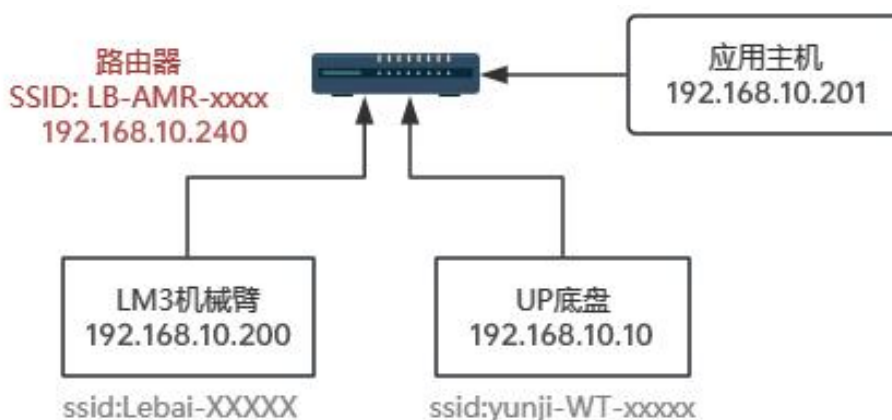 路由器
SSID: LB-AMR-xxxx
192.168.10.240
应用主机
192.168.10.201
LM3机械臂
192.168.10.200
ssid:Lebai-XXXXX
UP底盘
192.168.10.10
ssid:yunji-WT-xxxxx